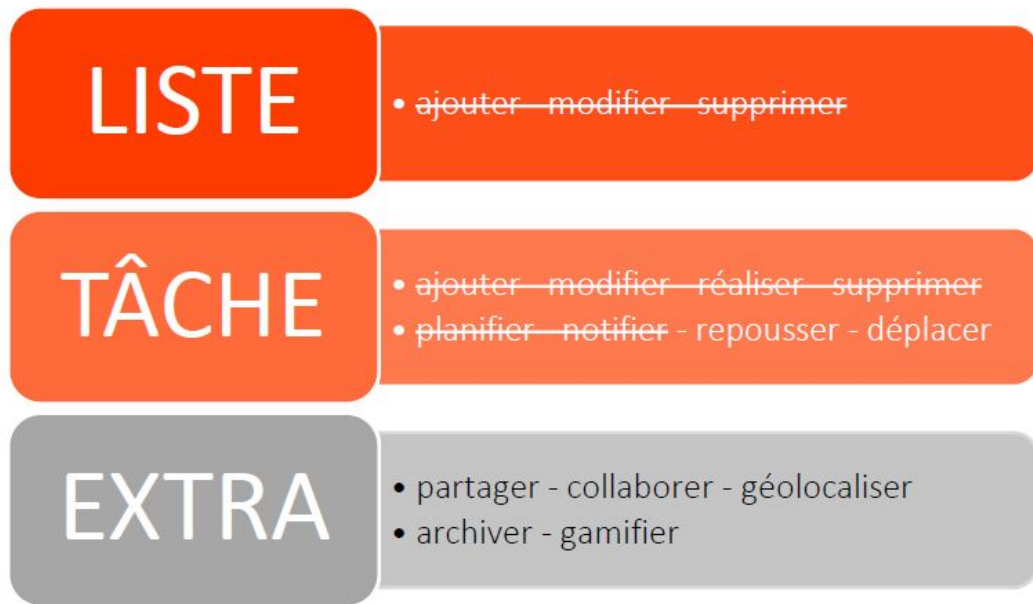 LISTE
• ajouter - modifier - supprimer
TÂCHE
• ajouter - modifier - réaliser - supprimer
• planifier - notifier - repousser - déplacer
EXTRA
• partager - collaborer - géolocaliser
• archiver - gamifier